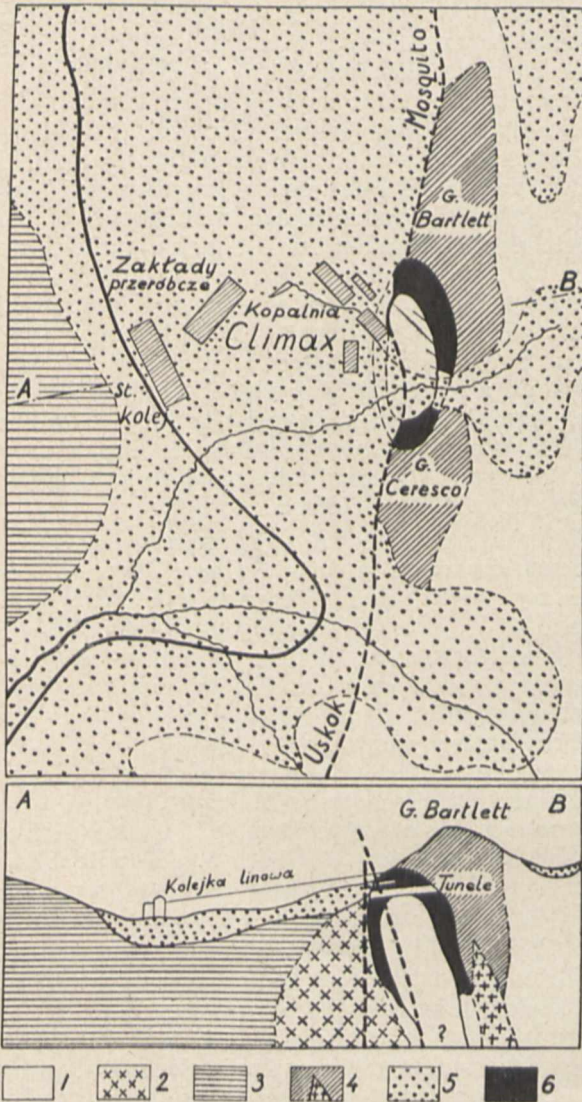 Mosquito
G.
Bartlett
Zakłady
przeróbcze
Kopalnia
Climax
B
A
St.
kolej
G.
Ceresco
Uskok
A
G. Bartlett
B
Kolejka linowa
Tunele
?
1 2 3 4 5 6